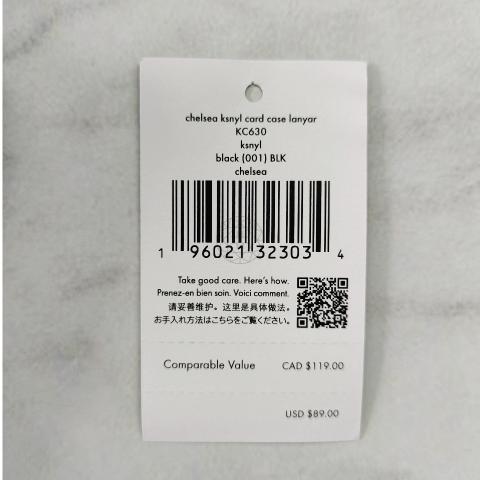 chelsea ksnyl card case lanyar
KC630
ksnyl
black (001) BLK
chelsea
1 96021 32303 4
Take good care. Here's how.
Prenez-en bien soin. Voici comment.
请妥善维护。这里是具体做法。
お手入れ方法はこちらをご覧ください。
Comparable Value CAD $119.00
USD $89.00